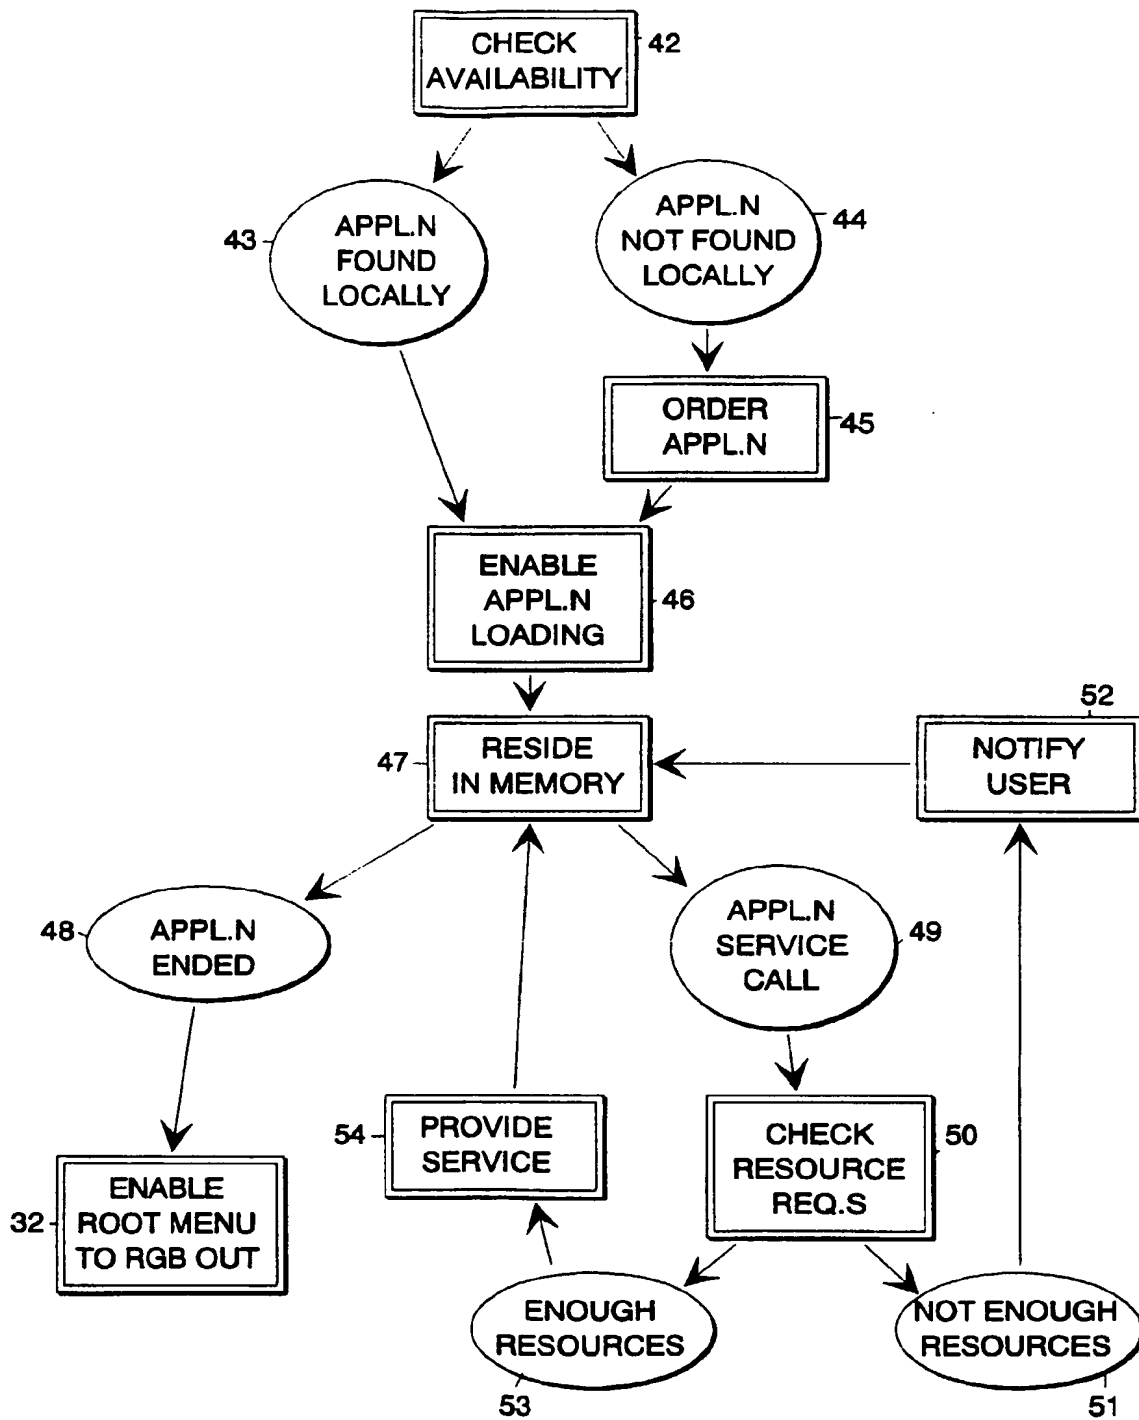 CHECK
AVAILABILITY
42
APPL.N
FOUND
LOCALLY
43
APPL.N
NOT FOUND
LOCALLY
44
ORDER
APPL.N
45
ENABLE
APPL.N
LOADING
46
RESIDE
IN MEMORY
47
52
NOTIFY
USER
48
APPL.N
ENDED
APPL.N
SERVICE
CALL
49
54
PROVIDE
SERVICE
CHECK
RESOURCE
REQ.S
50
32
ENABLE
ROOT MENU
TO RGB OUT
ENOUGH
RESOURCES
53
NOT ENOUGH
RESOURCES
51